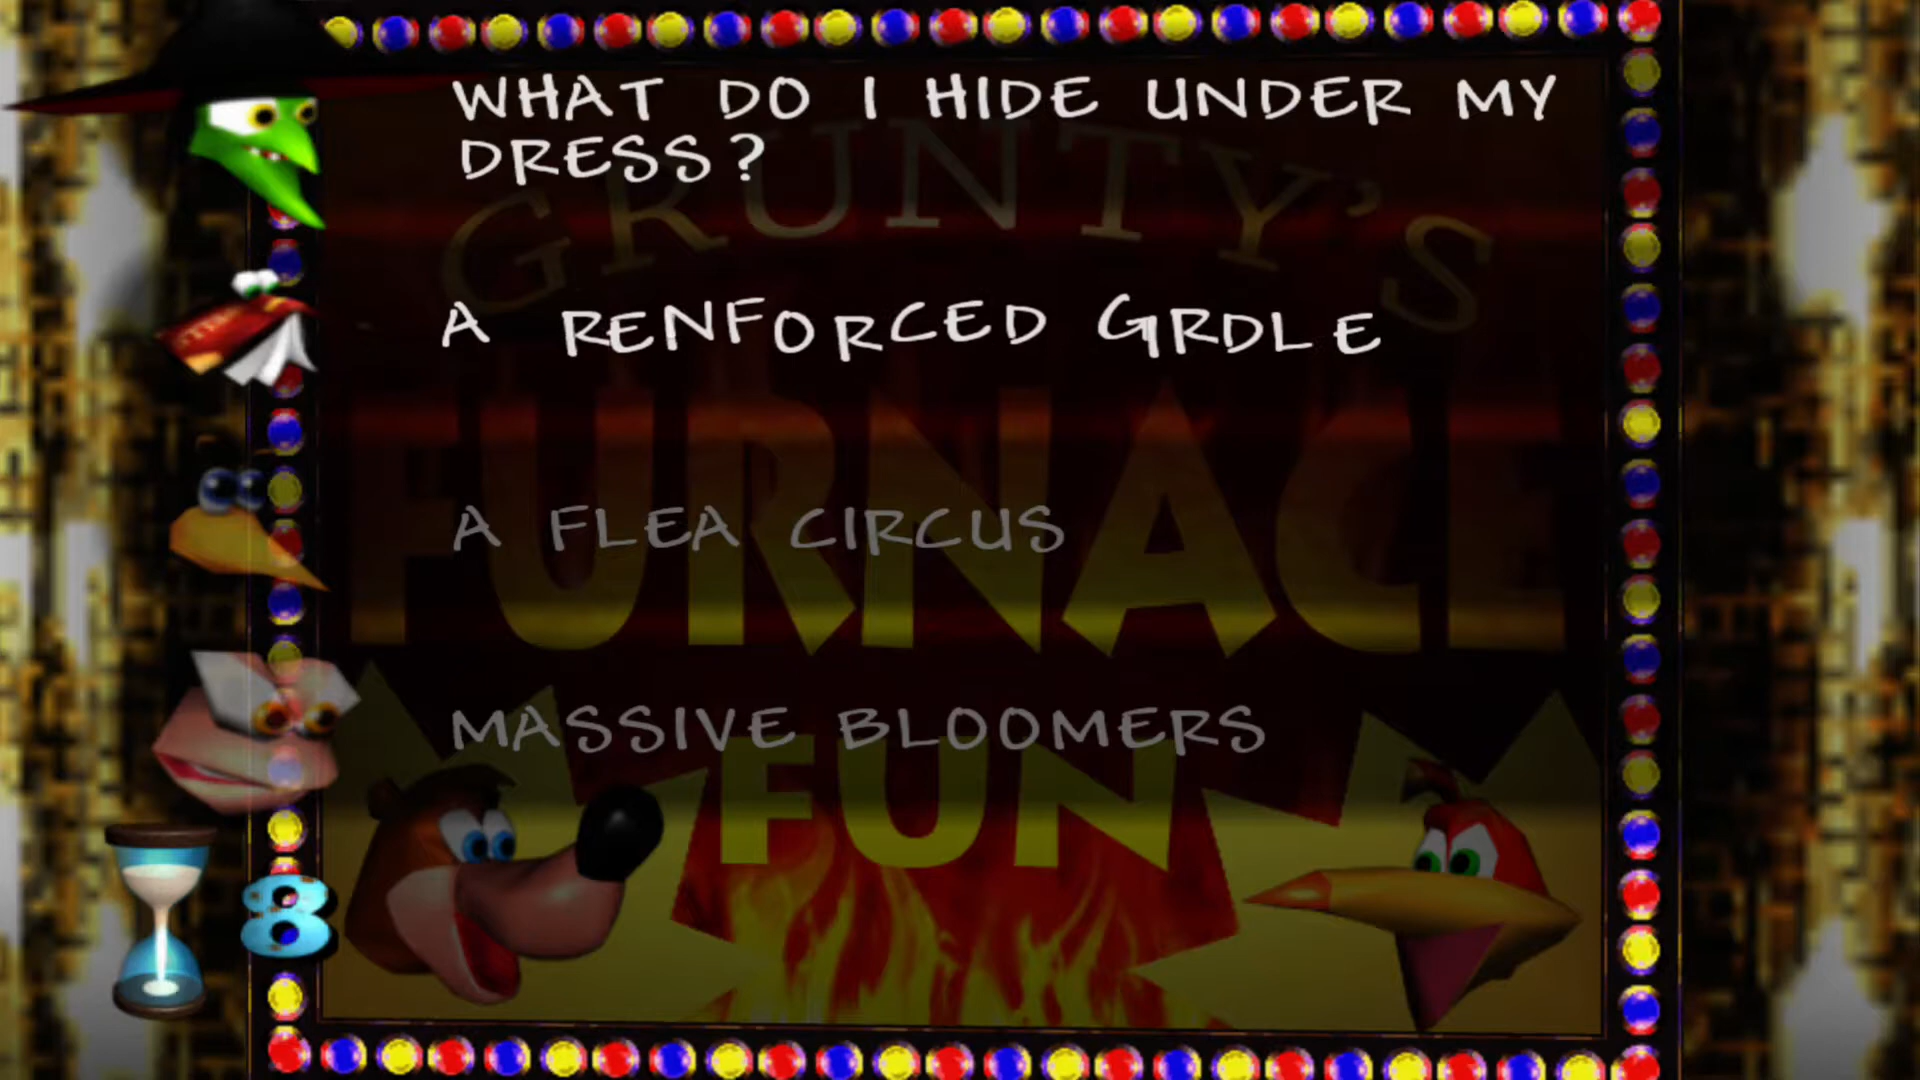 WHAT DO I HIDE UNDER MY
DRESS?
GRUNTY'S
A RENFORCED GRDLE
FURNACE
A FLEA CIRCUS
MASSIVE BLOOMERS
FUN
8